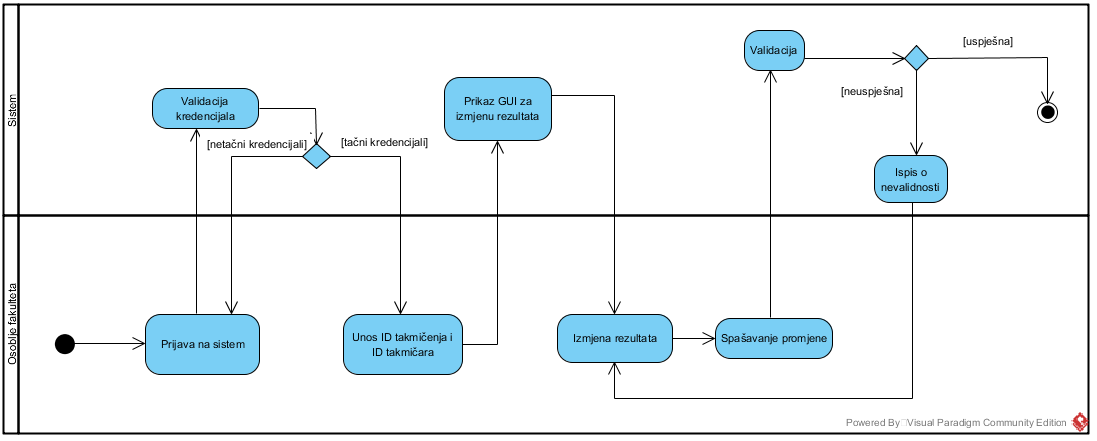 Sistem
Validacija
kredencijala
[netačni kredencijali]
[tačni kredencijali]
Prikaz GUI za
izmjenu rezultata
Validacija
[uspješna]
[neuspješna]
Ispis o
nevalidnosti
Osoblje fakulteta
Prijava na sistem
Unos ID takmičenja i
ID takmičara
Izmjena rezultata
Spašavanje promjene
Powered By Visual Paradigm Community Edition